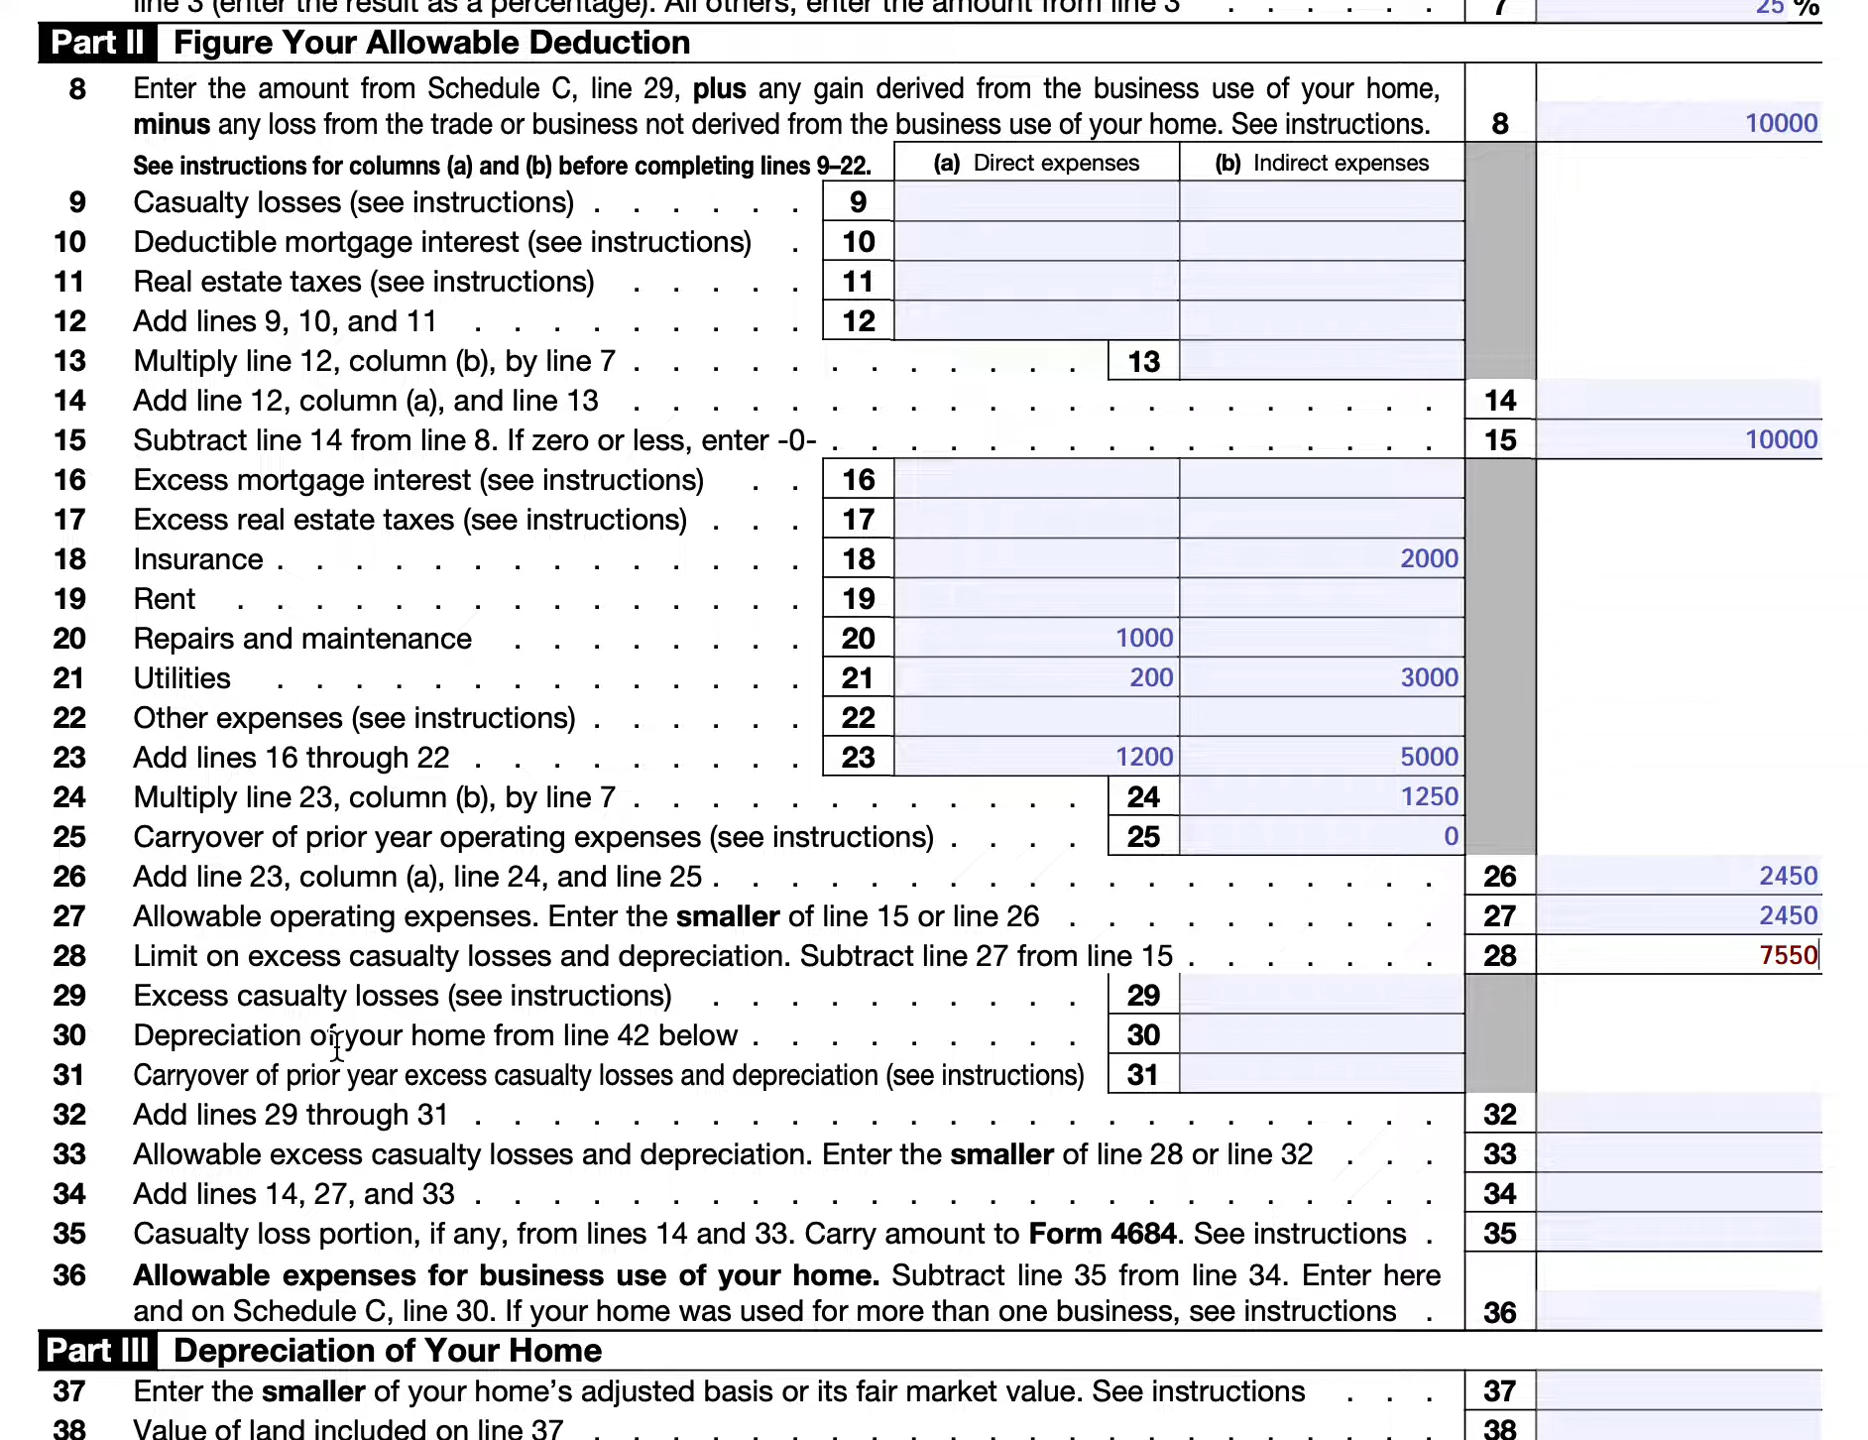 line 3 (enter the result as a percentage). All others, enter the amount from line 3 . . . . . . 7 25 %
Part II Figure Your Allowable Deduction
8 Enter the amount from Schedule C, line 29, plus any gain derived from the business use of your home,
minus any loss from the trade or business not derived from the business use of your home. See instructions. 8 10000
See instructions for columns (a) and (b) before completing lines 9–22. (a) Direct expenses (b) Indirect expenses
9 Casualty losses (see instructions) . . . . . . 9
10 Deductible mortgage interest (see instructions) . 10
11 Real estate taxes (see instructions) . . . . . 11
12 Add lines 9, 10, and 11 . . . . . . . . . 12
13 Multiply line 12, column (b), by line 7 . . . . . . . . . . . . 13
14 Add line 12, column (a), and line 13 . . . . . . . . . . . . . . . . . . . . . 14
15 Subtract line 14 from line 8. If zero or less, enter -0- . . . . . . . . . . . . . . . . 15 10000
16 Excess mortgage interest (see instructions) . . 16
17 Excess real estate taxes (see instructions) . . . 17
18 Insurance . . . . . . . . . . . . . . 18 2000
19 Rent . . . . . . . . . . . . . . . 19
20 Repairs and maintenance . . . . . . . . 20 1000
21 Utilities . . . . . . . . . . . . . . 21 200 3000
22 Other expenses (see instructions) . . . . . . 22
23 Add lines 16 through 22 . . . . . . . . . 23 1200 5000
24 Multiply line 23, column (b), by line 7 . . . . . . . . . . . . 24 1250
25 Carryover of prior year operating expenses (see instructions) . . . . 25 0
26 Add line 23, column (a), line 24, and line 25 . . . . . . . . . . . . . . . . . . . 26 2450
27 Allowable operating expenses. Enter the smaller of line 15 or line 26 . . . . . . . . . . 27 2450
28 Limit on excess casualty losses and depreciation. Subtract line 27 from line 15 . . . . . . . 28 7550
29 Excess casualty losses (see instructions) . . . . . . . . . . 29
30 Depreciation of your home from line 42 below . . . . . . . . . 30
31 Carryover of prior year excess casualty losses and depreciation (see instructions) 31
32 Add lines 29 through 31 . . . . . . . . . . . . . . . . . . . . . . . . . 32
33 Allowable excess casualty losses and depreciation. Enter the smaller of line 28 or line 32 . . . 33
34 Add lines 14, 27, and 33 . . . . . . . . . . . . . . . . . . . . . . . . . 34
35 Casualty loss portion, if any, from lines 14 and 33. Carry amount to Form 4684. See instructions . 35
36 Allowable expenses for business use of your home. Subtract line 35 from line 34. Enter here
and on Schedule C, line 30. If your home was used for more than one business, see instructions . 36
Part III Depreciation of Your Home
37 Enter the smaller of your home's adjusted basis or its fair market value. See instructions . . . 37
38 Value of land included on line 37 . . . . . . . . . . . . . . . . . . . . . . 38